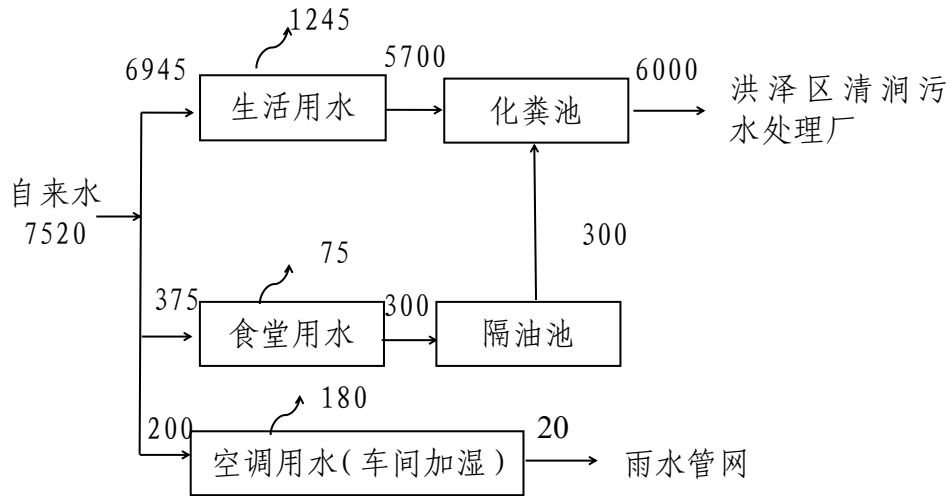 1245
6945
5700
6000
生活用水
化粪池
洪泽区清涧污
水处理厂
自来水
7520
300
75
375
300
食堂用水
隔油池
180
200
20
空调用水(车间加湿)
雨水管网